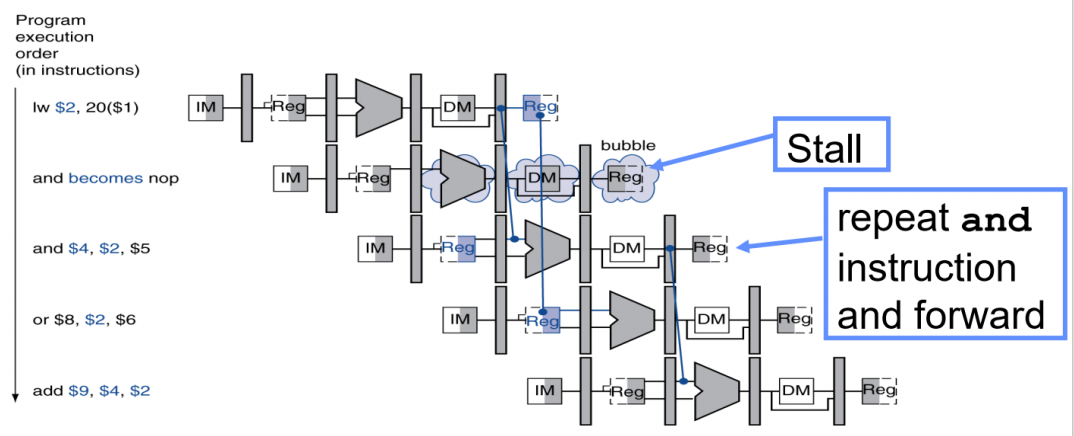 Program
execution
order
(in instructions)
lw $2, 20($1)
IM Reg DM Reg
bubble
Stall
and becomes nop
IM Reg DM Reg
repeat and
instruction
and forward
and $4, $2, $5
IM Reg DM Reg
or $8, $2, $6
IM Reg DM Reg
add $9, $4, $2
IM Reg DM Reg